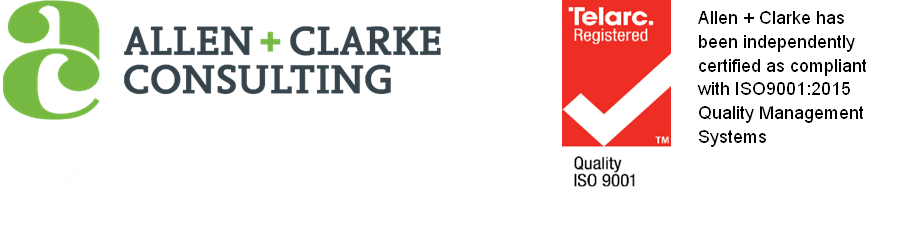 ac
ALLEN + CLARKE
CONSULTING
Telarc.
Registered
TM
Quality
ISO 9001
Allen + Clarke has
been independently
certified as compliant
with ISO9001:2015
Quality Management
Systems